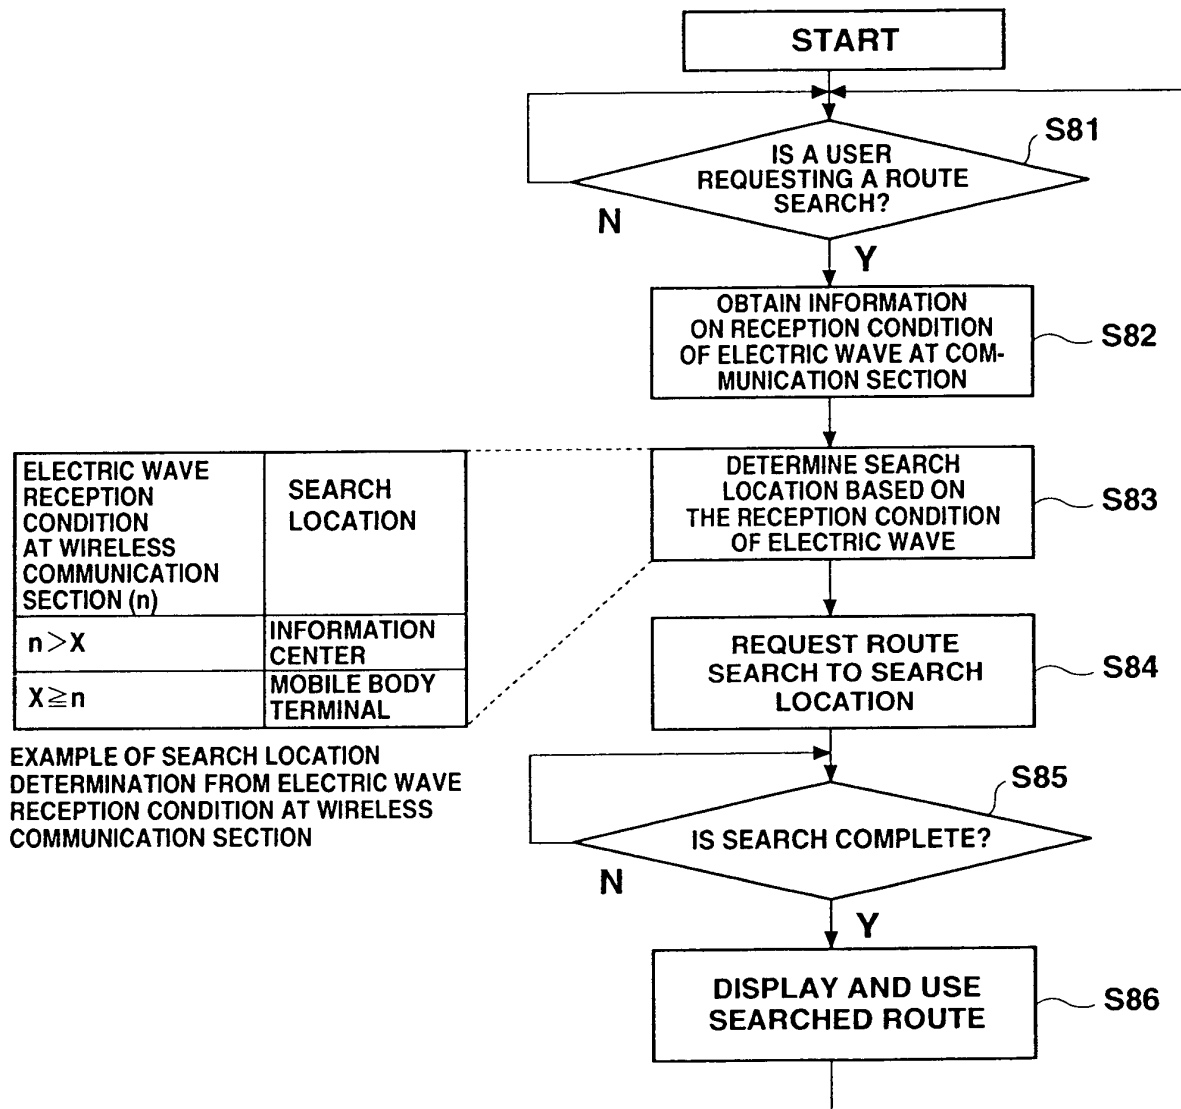 START
S81
IS A USER
REQUESTING A ROUTE
SEARCH?
N
Y
OBTAIN INFORMATION
ON RECEPTION CONDITION
OF ELECTRIC WAVE AT COM-
MUNICATION SECTION
S82
DETERMINE SEARCH
LOCATION BASED ON
THE RECEPTION CONDITION
OF ELECTRIC WAVE
S83
ELECTRIC WAVE
RECEPTION
CONDITION
AT WIRELESS
COMMUNICATION
SECTION (n)
SEARCH
LOCATION
n>X
INFORMATION
CENTER
X≧n
MOBILE BODY
TERMINAL
EXAMPLE OF SEARCH LOCATION
DETERMINATION FROM ELECTRIC WAVE
RECEPTION CONDITION AT WIRELESS
COMMUNICATION SECTION
REQUEST ROUTE
SEARCH TO SEARCH
LOCATION
S84
S85
IS SEARCH COMPLETE?
N
Y
DISPLAY AND USE
SEARCHED ROUTE
S86